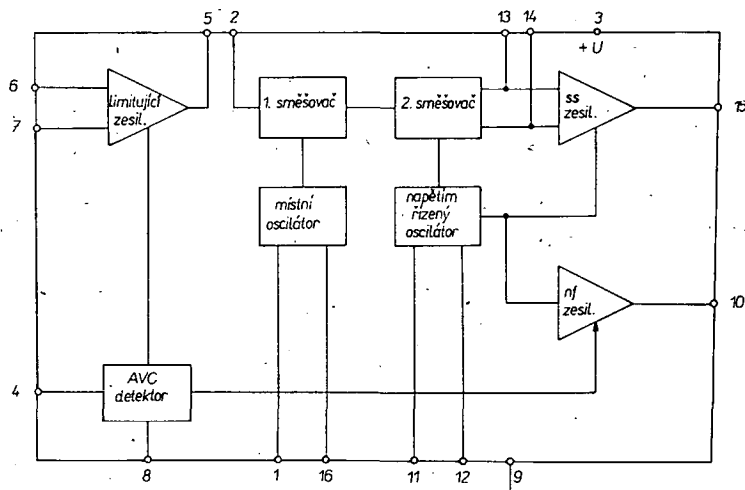 5 2 13 14 3
+ U
6
7
limitující
zesil.
1. směšovač
2. směšovač
ss
zesil.
15
místní
oscilátor
napětím
řízený
oscilátor
nf
zesil.
10
4
AVC
detektor
8 1 16 11 12 9